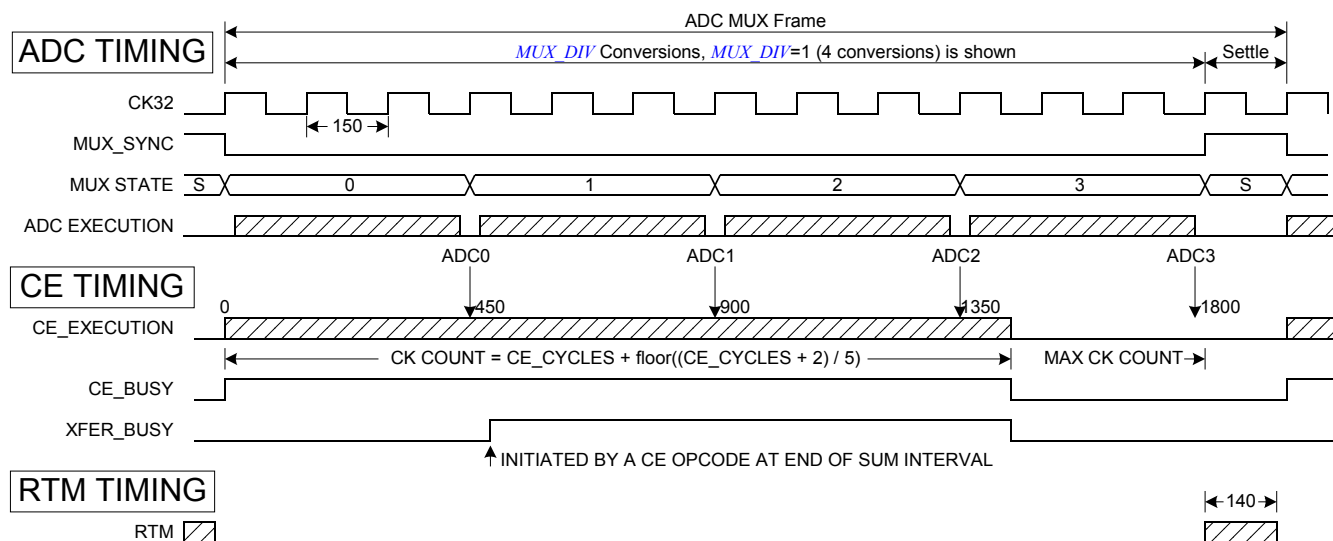 ADC MUX Frame
ADC TIMING
MUX_DIV Conversions, MUX_DIV=1 (4 conversions) is shown
Settle
CK32
150
MUX_SYNC
MUX STATE
S
0
1
2
3
S
ADC EXECUTION
ADC0
ADC1
ADC2
ADC3
CE TIMING
0
450
900
1350
1800
CE_EXECUTION
CK COUNT = CE_CYCLES + floor((CE_CYCLES + 2) / 5)
MAX CK COUNT
CE_BUSY
XFER_BUSY
INITIATED BY A CE OPCODE AT END OF SUM INTERVAL
RTM TIMING
140
RTM